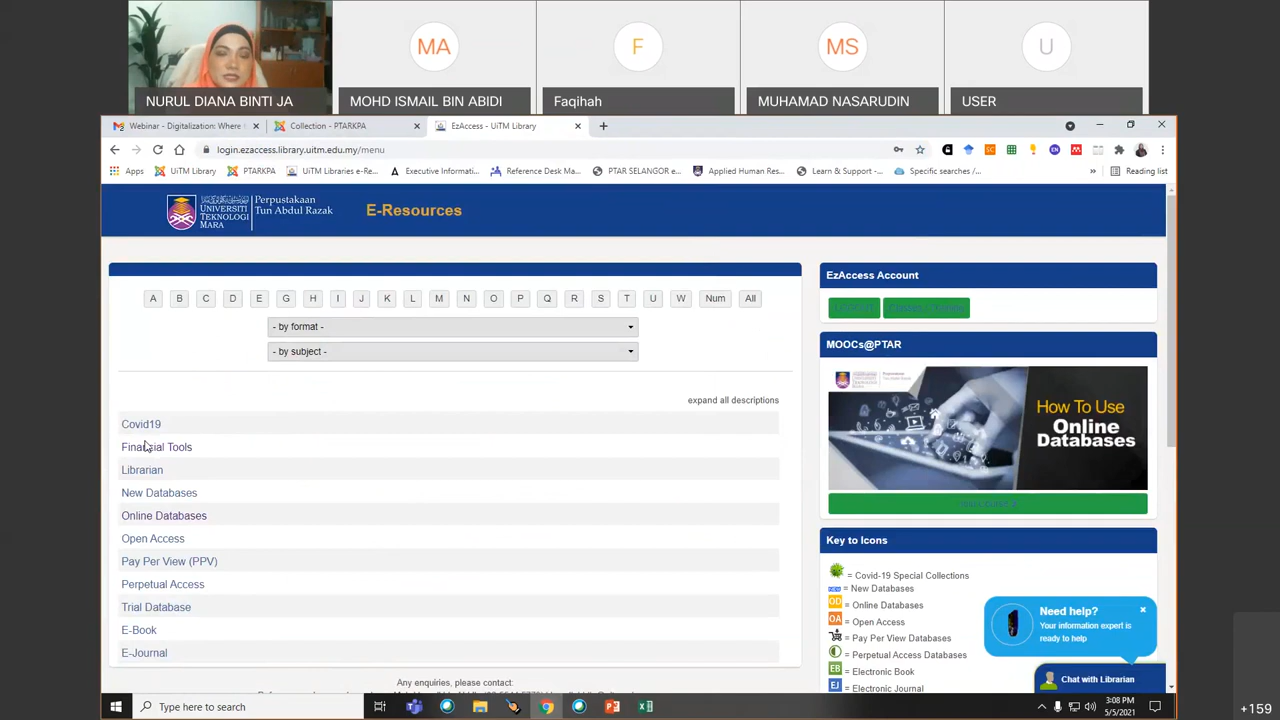 MA
F
MS
U
NURUL DIANA BINTI JA
MOHD ISMAIL BIN ABIDI
Faqihah
MUHAMAD NASARUDIN
USER
Webinar - Digitalization: Where
Collection - PTARKPA
EzAccess - UiTM Library
login.ezaccess.library.uitm.edu.my/menu
Apps
UiTM Library
PTARKPA
UiTM Libraries e-Re...
Executive Informati...
Reference Desk Ma...
PTAR SELANGOR e...
Applied Human Res...
Learn & Support -...
Specific searches /...
»
Reading list
UNIVERSITI
TEKNOLOGI
MARA
Perpustakaan
Tun Abdul Razak
E-Resources
A B C D E G H I J K L M N O P Q R S T U W Num All
- by format -
- by subject -
expand all descriptions
Covid19
Financial Tools
Librarian
New Databases
Online Databases
Open Access
Pay Per View (PPV)
Perpetual Access
Trial Database
E-Book
E-Journal
Any enquiries, please contact:
EzAccess Account
MOOCs@PTAR
How To Use
Online
Databases
Key to Icons
= Covid-19 Special Collections
= New Databases
OD = Online Databases
OA = Open Access
= Pay Per View Databases
= Perpetual Access Databases
EB = Electronic Book
EJ = Electronic Journal
Need help?
Your information expert is
ready to help
Chat with Librarian
Type here to search
3:08 PM
5/5/2021
+159